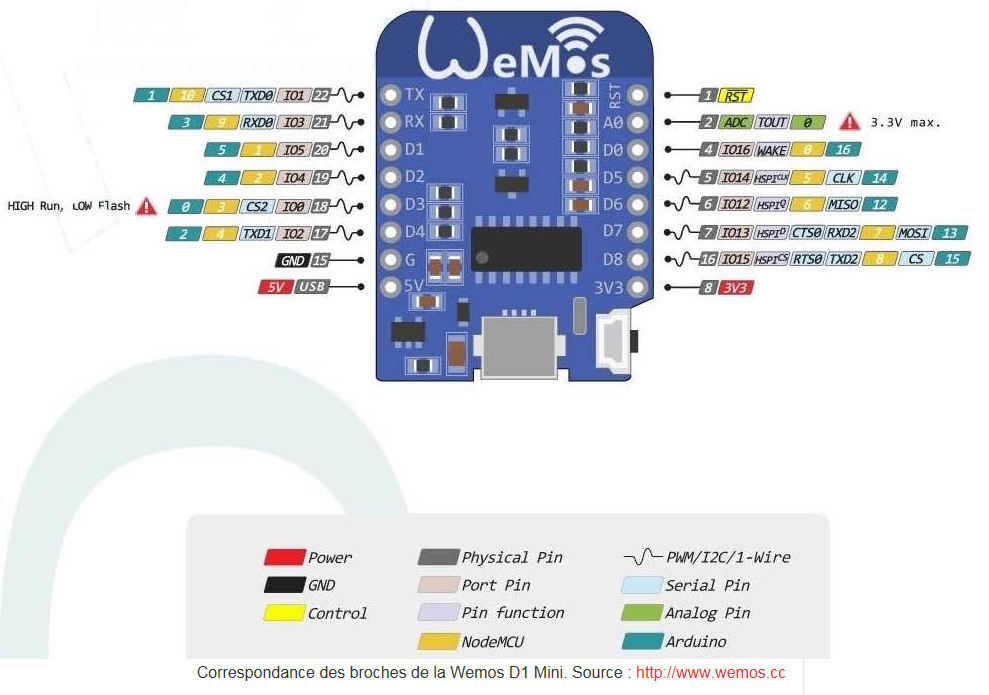 WeMos
1 10 CS1 TXD0 IO1 22 TX RST 1 RST
3 9 RXD0 IO3 21 RX A0 2 ADC TOUT 0 3.3V max.
5 1 IO5 20 D1 D0 4 IO16 WAKE 0 16
4 2 IO4 19 D2 D5 5 IO14 HSPICLK 5 CLK 14
HIGH Run, LOW Flash 0 3 CS2 IO0 18 D3 D6 6 IO12 HSPIQ 6 MISO 12
2 4 TXD1 IO2 17 D4 D7 7 IO13 HSPID CTS0 RXD2 7 MOSI 13
GND 15 G D8 16 IO15 HSPICS RTS0 TXD2 8 CS 15
5V USB 5V 3V3 8 3V3
Power Physical Pin PWM/I2C/1-Wire
GND Port Pin Serial Pin
Control Pin function Analog Pin
NodeMCU Arduino
Correspondance des broches de la Wemos D1 Mini. Source : http://www.wemos.cc